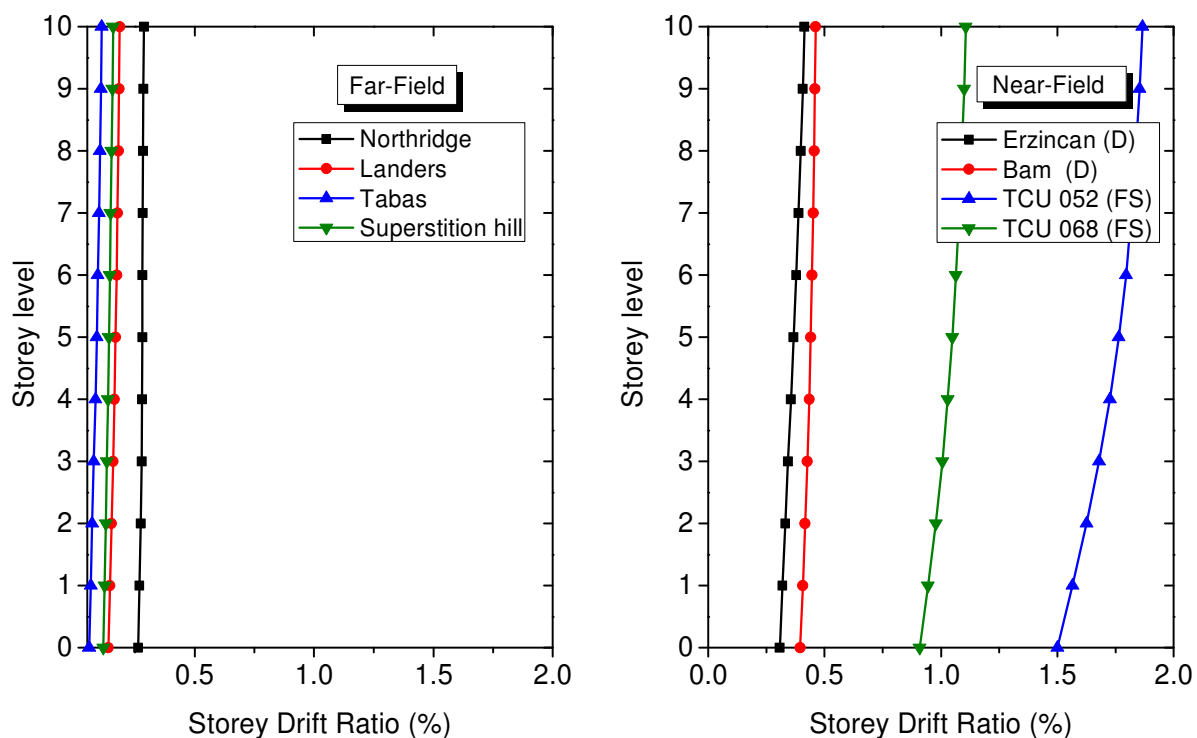 Far-Field
Northridge
Landers
Tabas
Superstition hill
10
9
8
7
6
5
4
3
2
1
0
Storey level
0.5
1.0
1.5
2.0
Storey Drift Ratio (%)
Near-Field
Erzincan (D)
Bam (D)
TCU 052 (FS)
TCU 068 (FS)
10
9
8
7
6
5
4
3
2
1
0
Storey level
0.0
0.5
1.0
1.5
2.0
Storey Drift Ratio (%)